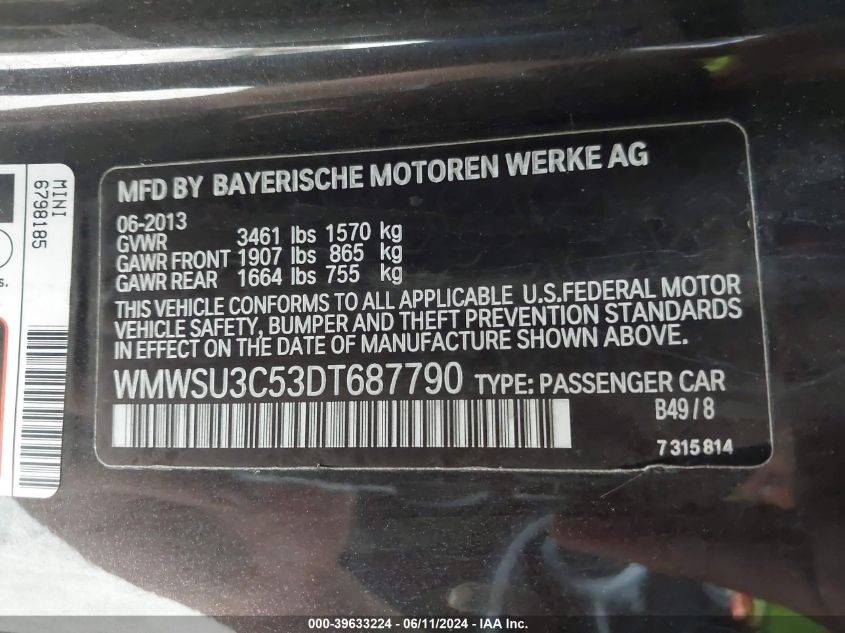 MFD BY BAYERISCHE MOTOREN WERKE AG
06-2013
GVWR 3461 lbs 1570 kg
GAWR FRONT 1907 lbs 865 kg
GAWR REAR 1664 lbs 755 kg
THIS VEHICLE CONFORMS TO ALL APPLICABLE U.S.FEDERAL MOTOR
VEHICLE SAFETY, BUMPER AND THEFT PREVENTION STANDARDS
IN EFFECT ON THE DATE OF MANUFACTURE SHOWN ABOVE.
WMWSU3C53DT687790 TYPE: PASSENGER CAR
B49/8
7 315 814
MINI
6798185
s.
000-39633224 - 06/11/2024 - IAA Inc.